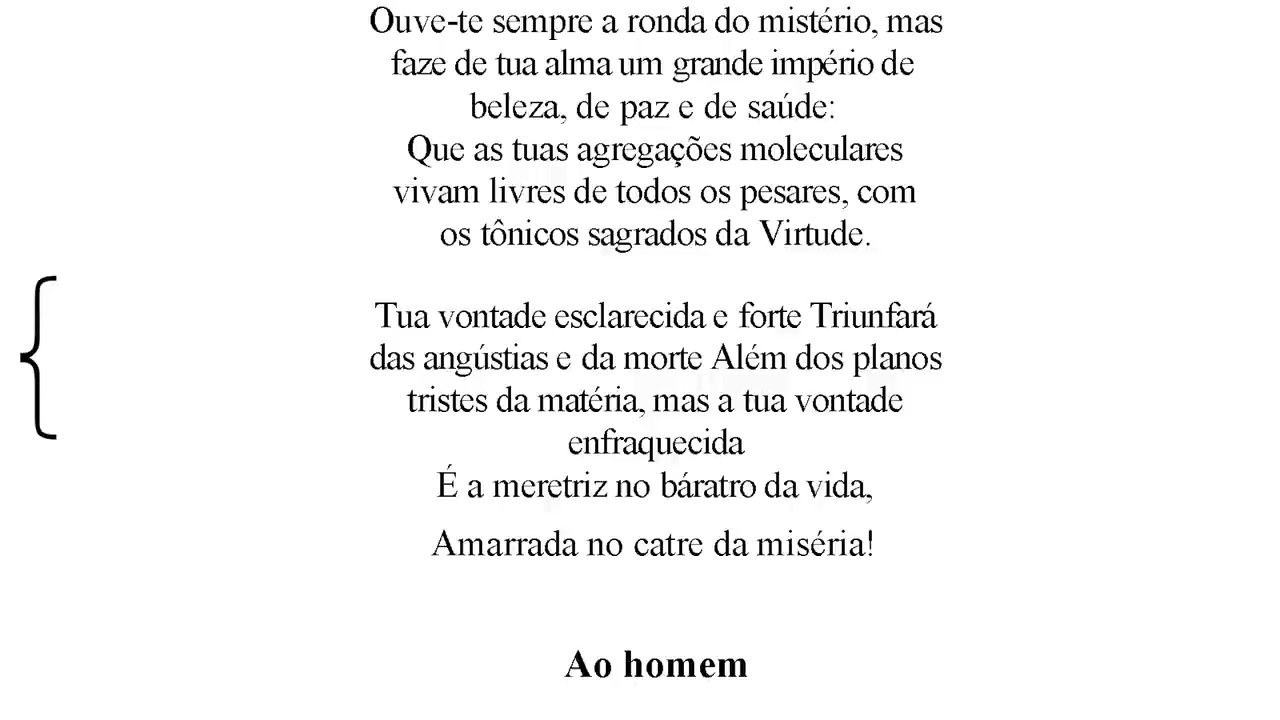 Ouve-te sempre a ronda do mistério, mas
faze de tua alma um grande império de
beleza, de paz e de saúde:
Que as tuas agregações moleculares
vivam livres de todos os pesares, com
os tônicos sagrados da Virtude.
Tua vontade esclarecida e forte Triunfará
das angústias e da morte Além dos planos
tristes da matéria, mas a tua vontade
enfraquecida
É a meretriz no báratro da vida,
Amarrada no catre da miséria!
Ao homem